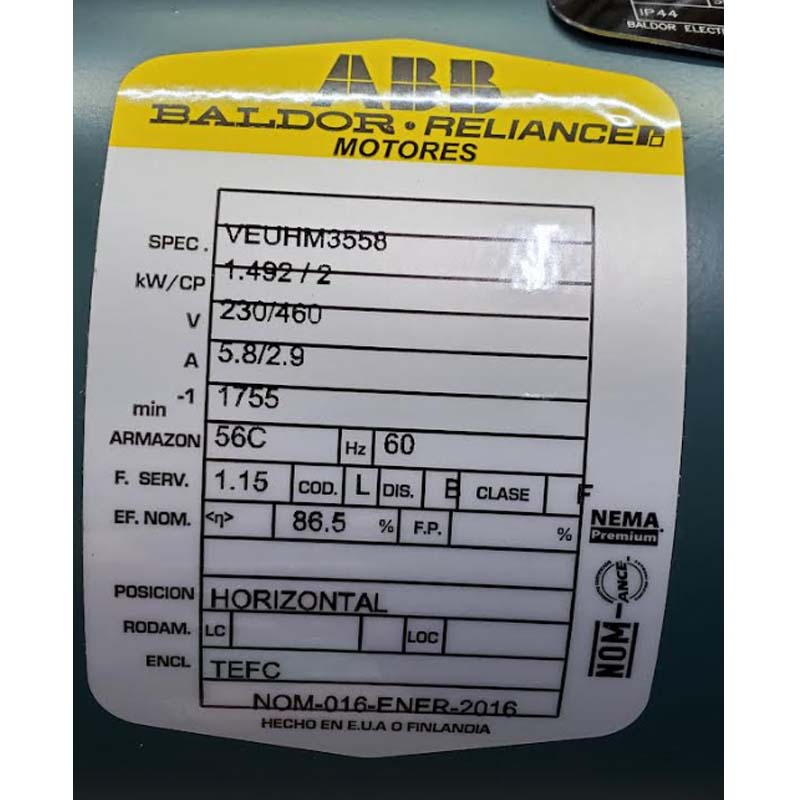 IP44
BALDOR ELECT
ABB
BALDOR · RELIANCE
MOTORES
SPEC. VEUHM3558
kW/CP 1.492 / 2
V 230/460
A 5.8/2.9
min -1 1755
ARMAZON 56C Hz 60
F. SERV. 1.15 COD. L DIS. B CLASE F
EF. NOM. <η> 86.5 % F.P. %
NEMA
Premium
POSICION HORIZONTAL
NOM-ANCE
RODAM. LC LOC
ENCL TEFC
NOM-016-ENER-2016
HECHO EN E.U.A O FINLANDIA